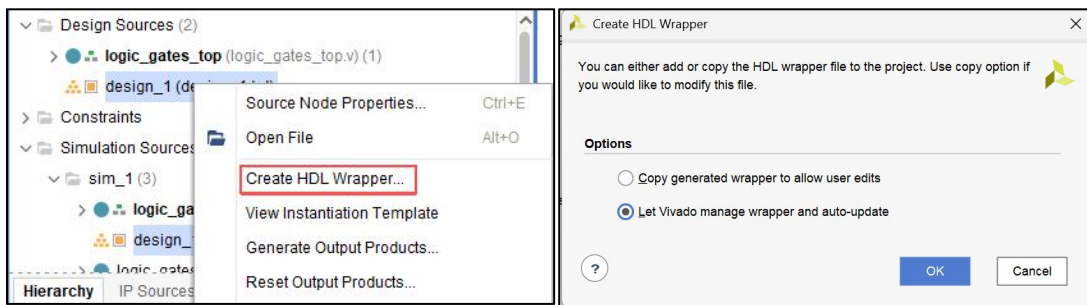 Design Sources (2)
logic_gates_top (logic_gates_top.v) (1)
design_1
Constraints
Simulation Sources
sim_1 (3)
Hierarchy IP Sources
Source Node Properties... Ctrl+E
Open File Alt+O
Create HDL Wrapper...
View Instantiation Template
Generate Output Products...
Reset Output Products...
Create HDL Wrapper
You can either add or copy the HDL wrapper file to the project. Use copy option if
you would like to modify this file.
Options
Copy generated wrapper to allow user edits
Let Vivado manage wrapper and auto-update
? OK Cancel